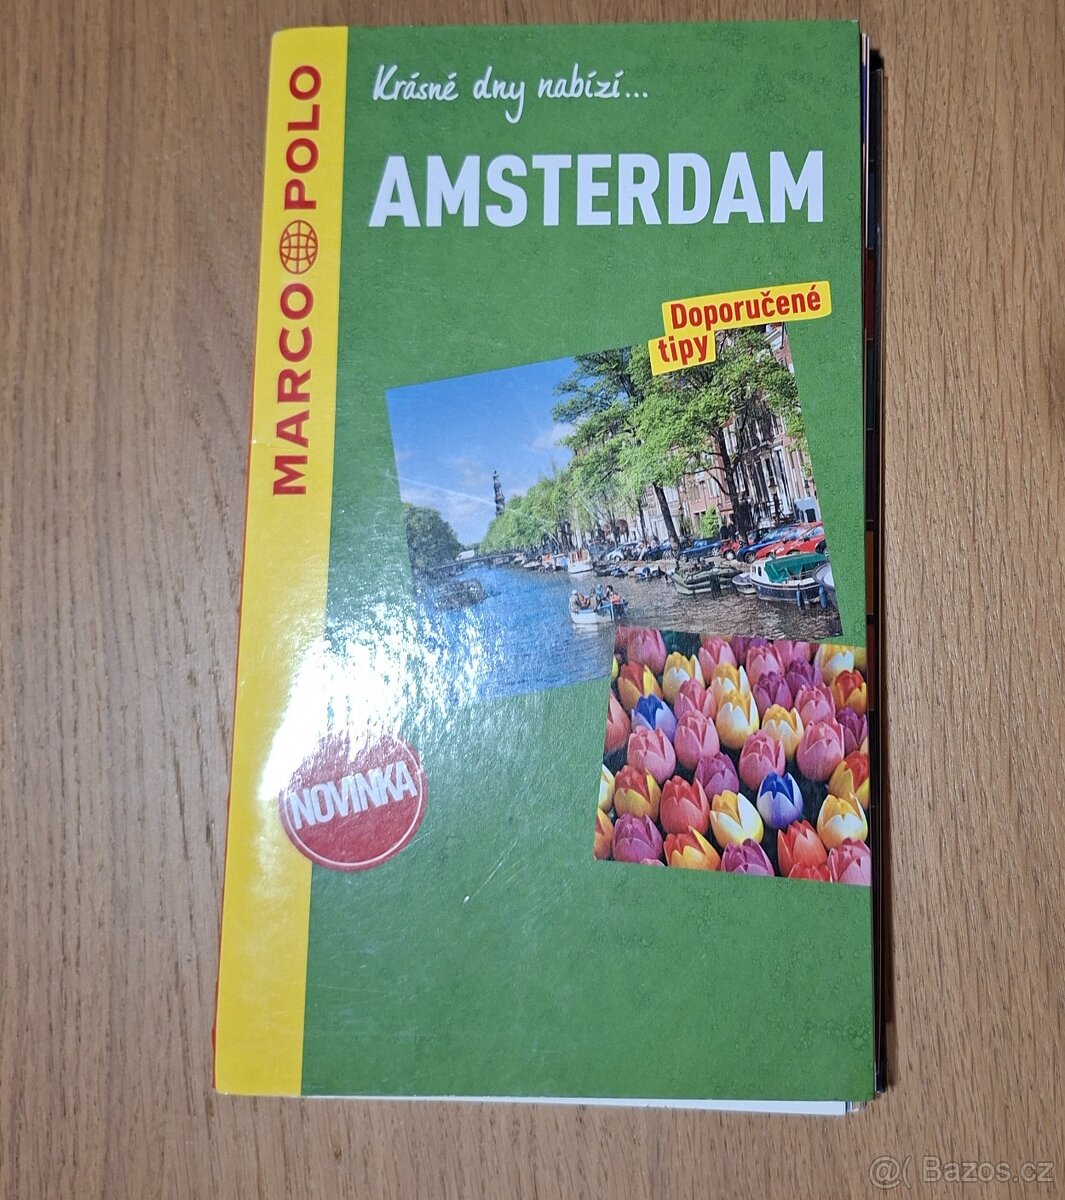 MARCO POLO
Krásné dny nabízí...
AMSTERDAM
Doporučené
tipy
NOVINKA
@( Bazos.cz